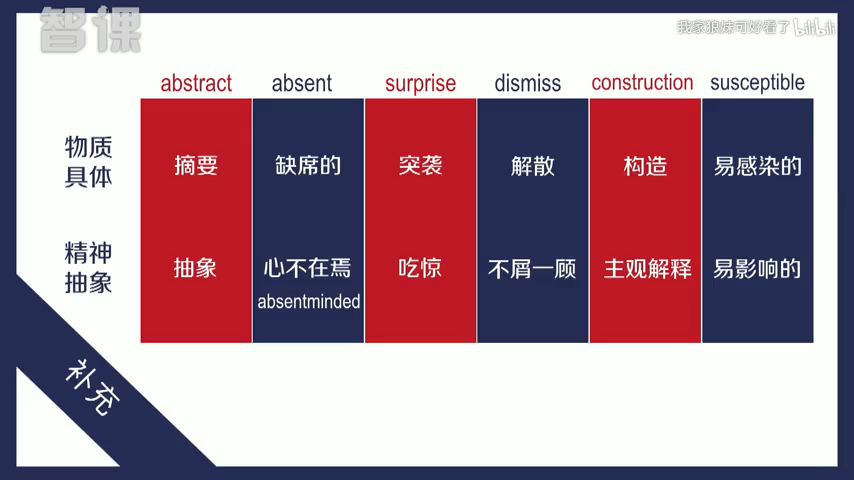 智课
我家狼妹可好看了 bilibili
abstract absent surprise dismiss construction susceptible
物质
具体
摘要 缺席的 突袭 解散 构造 易感染的
精神
抽象
抽象 心不在焉 吃惊 不屑一顾 主观解释 易影响的
absentminded
补充